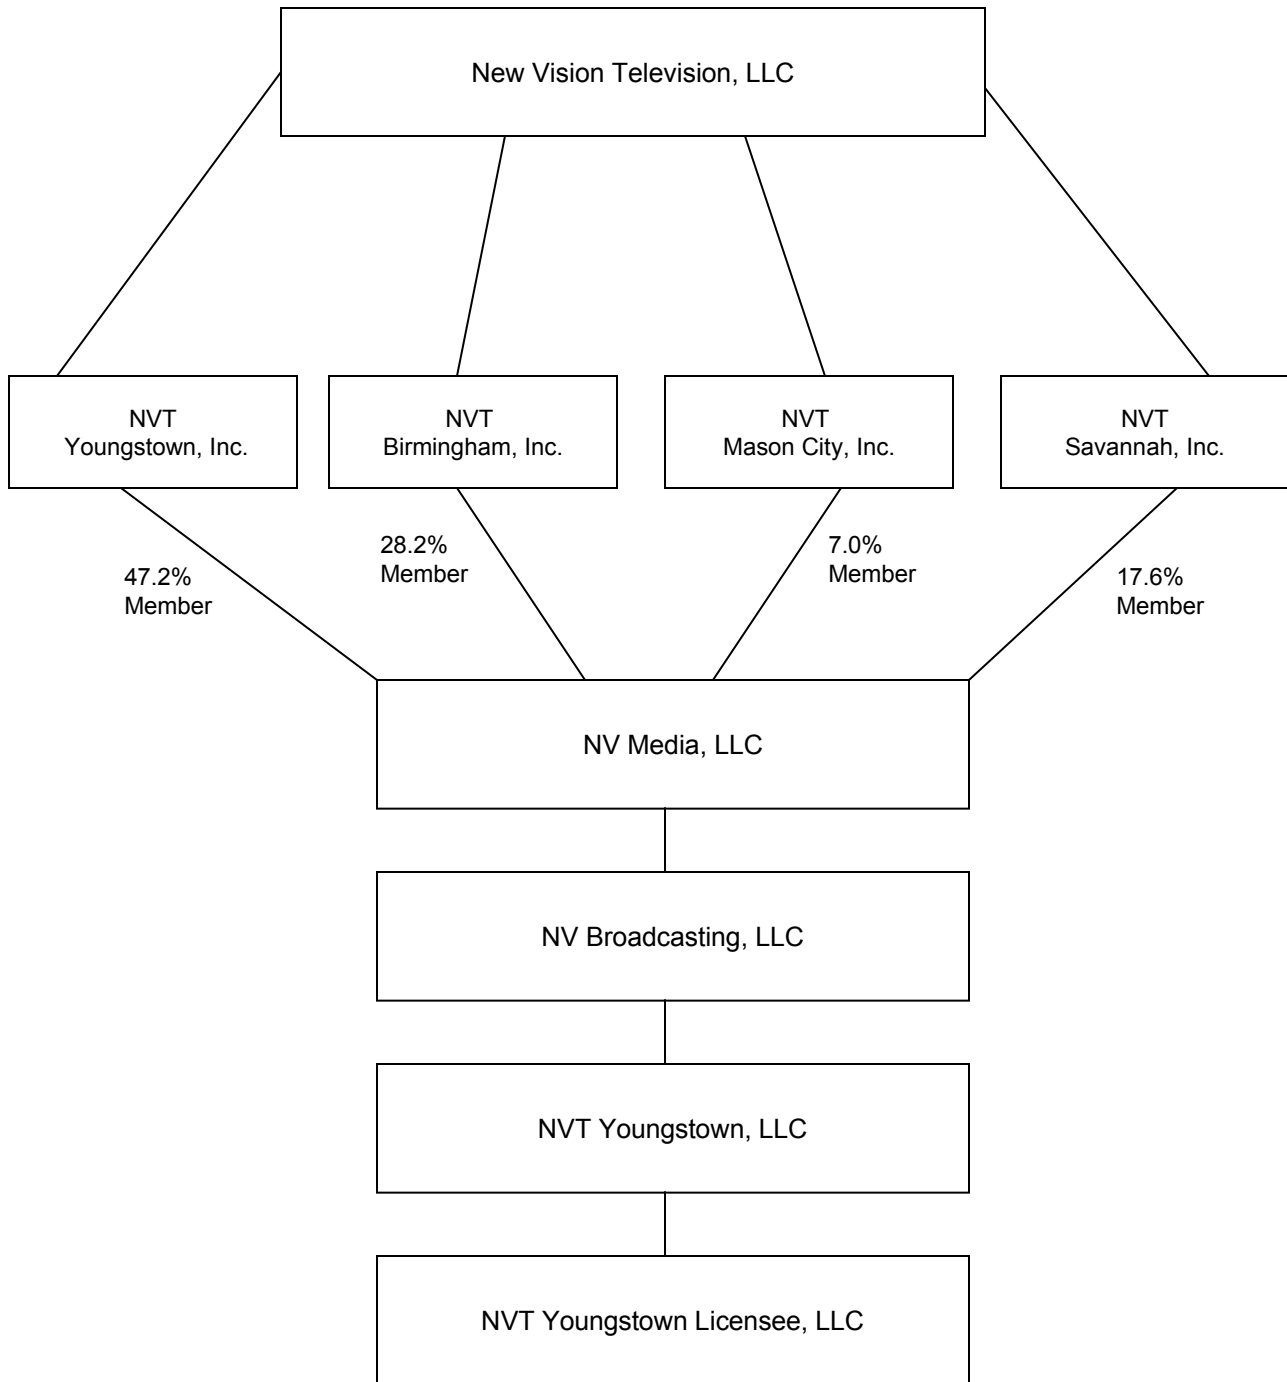 New Vision Television, LLC
NVT
Youngstown, Inc.
NVT
Birmingham, Inc.
NVT
Mason City, Inc.
NVT
Savannah, Inc.
47.2%
Member
28.2%
Member
7.0%
Member
17.6%
Member
NV Media, LLC
NV Broadcasting, LLC
NVT Youngstown, LLC
NVT Youngstown Licensee, LLC